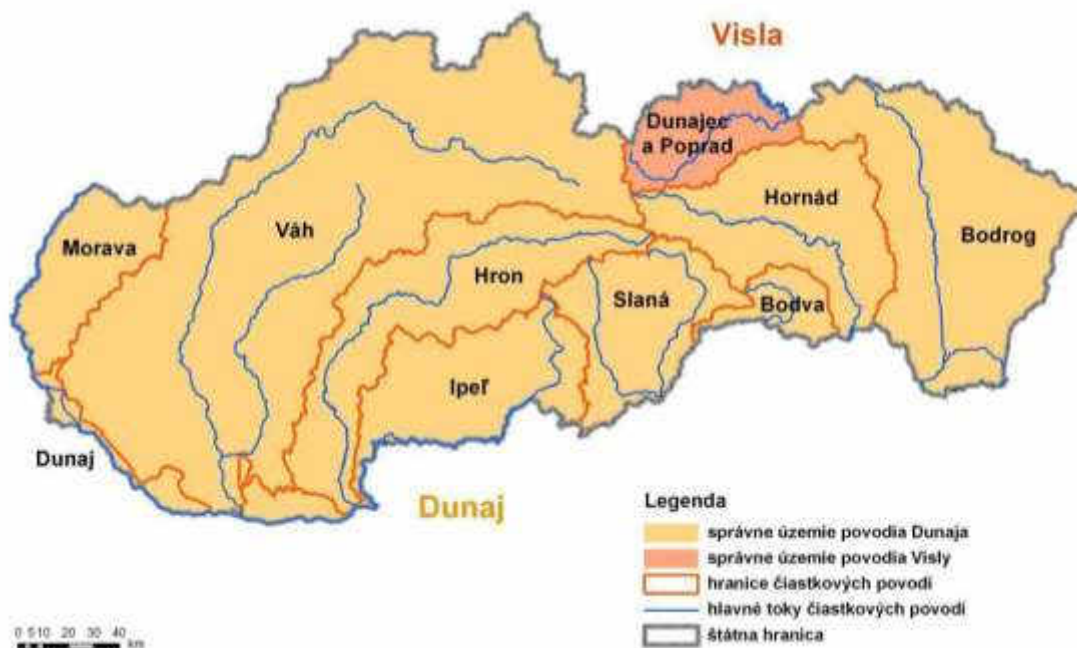 Visla
Dunajec
a Poprad
Hornád
Morava
Váh
Bodrog
Hron
Slaná
Bodva
Ipeľ
Dunaj
Dunaj
Legenda
správne územie povodia Dunaja
správne územie povodia Visly
hranice čiastkových povodí
hlavné toky čiastkových povodí
štátna hranica
0 5 10 20 30 40
km